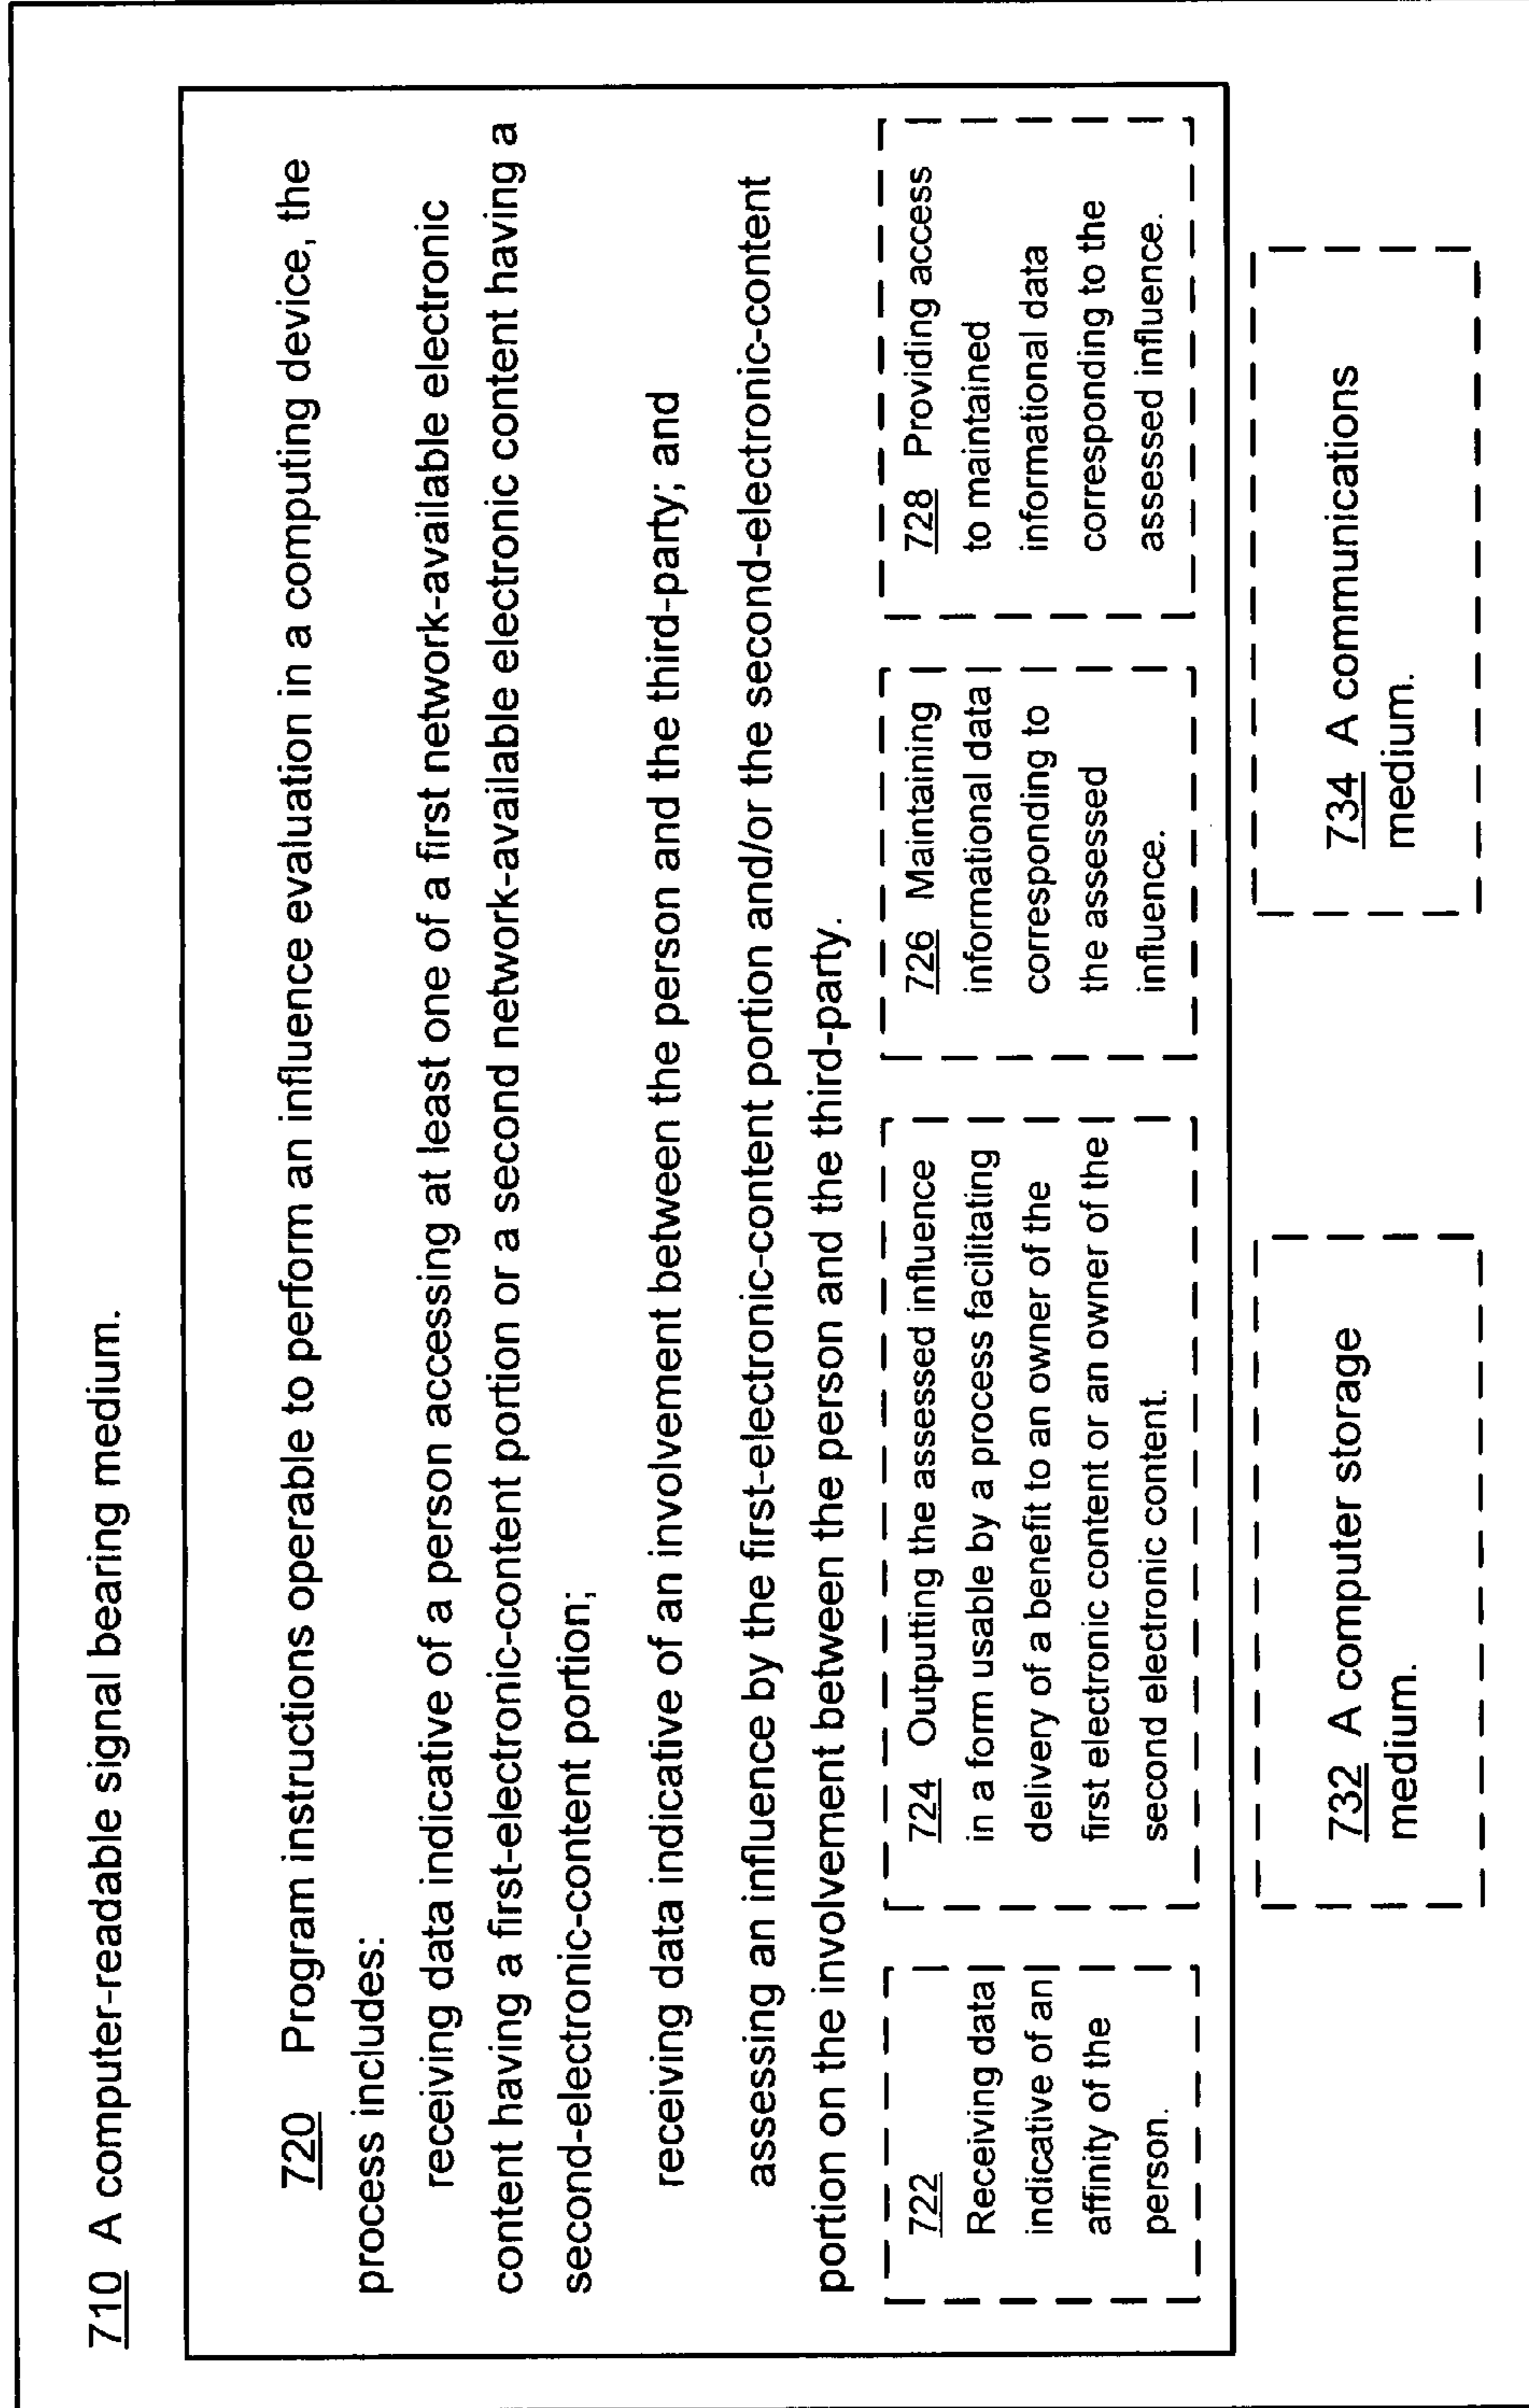 710 A computer-readable signal bearing medium.
720 Program instructions operable to perform an influence evaluation in a computing device, the
process includes:
receiving data indicative of a person accessing at least one of a first network-available electronic
content having a first-electronic-content portion or a second network-available electronic content having a
second-electronic-content portion;
receiving data indicative of an involvement between the person and the third-party; and
assessing an influence by the first-electronic-content portion and/or the second-electronic-content
portion on the involvement between the person and the third-party.
722
Receiving data
indicative of an
affinity of the
person.
724 Outputting the assessed influence
in a form usable by a process facilitating
delivery of a benefit to an owner of the
first electronic content or an owner of the
second electronic content.
726 Maintaining
informational data
corresponding to
the assessed
influence.
728 Providing access
to maintained
informational data
corresponding to the
assessed influence.
732 A computer storage
medium.
734 A communications
medium.